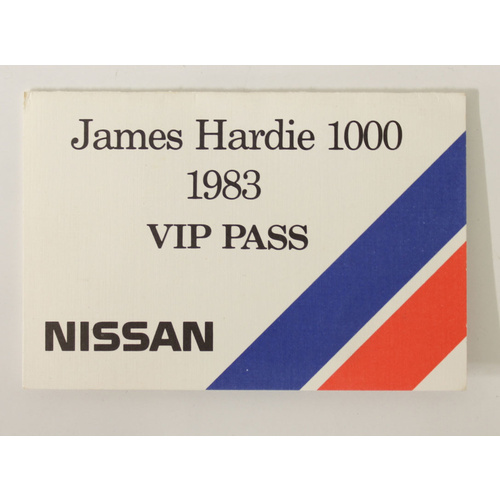 James Hardie 1000
1983
VIP PASS
NISSAN